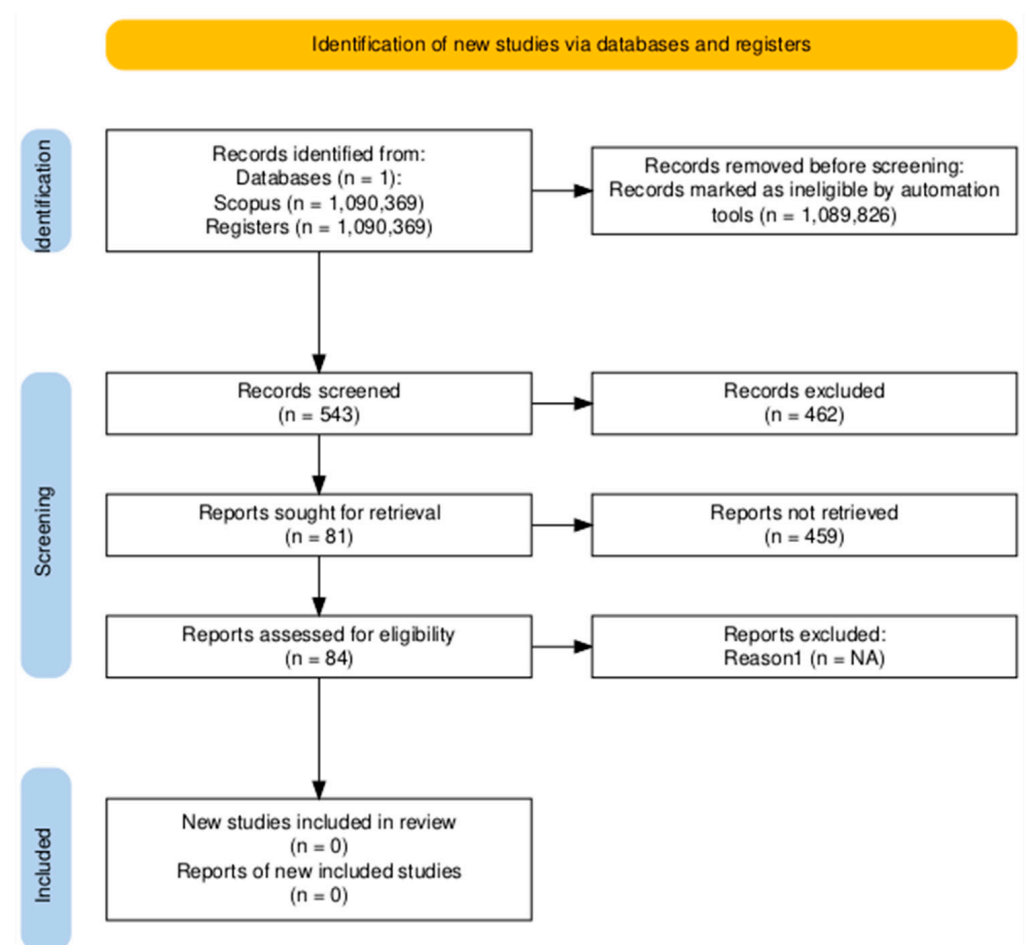 Identification of new studies via databases and registers
Identification
Records identified from:
Databases (n = 1):
Scopus (n = 1,090,369)
Registers (n = 1,090,369)
Records removed before screening:
Records marked as ineligible by automation
tools (n = 1,089,826)
Screening
Records screened
(n = 543)
Records excluded
(n = 462)
Reports sought for retrieval
(n = 81)
Reports not retrieved
(n = 459)
Reports assessed for eligibility
(n = 84)
Reports excluded:
Reason1 (n = NA)
Included
New studies included in review
(n = 0)
Reports of new included studies
(n = 0)